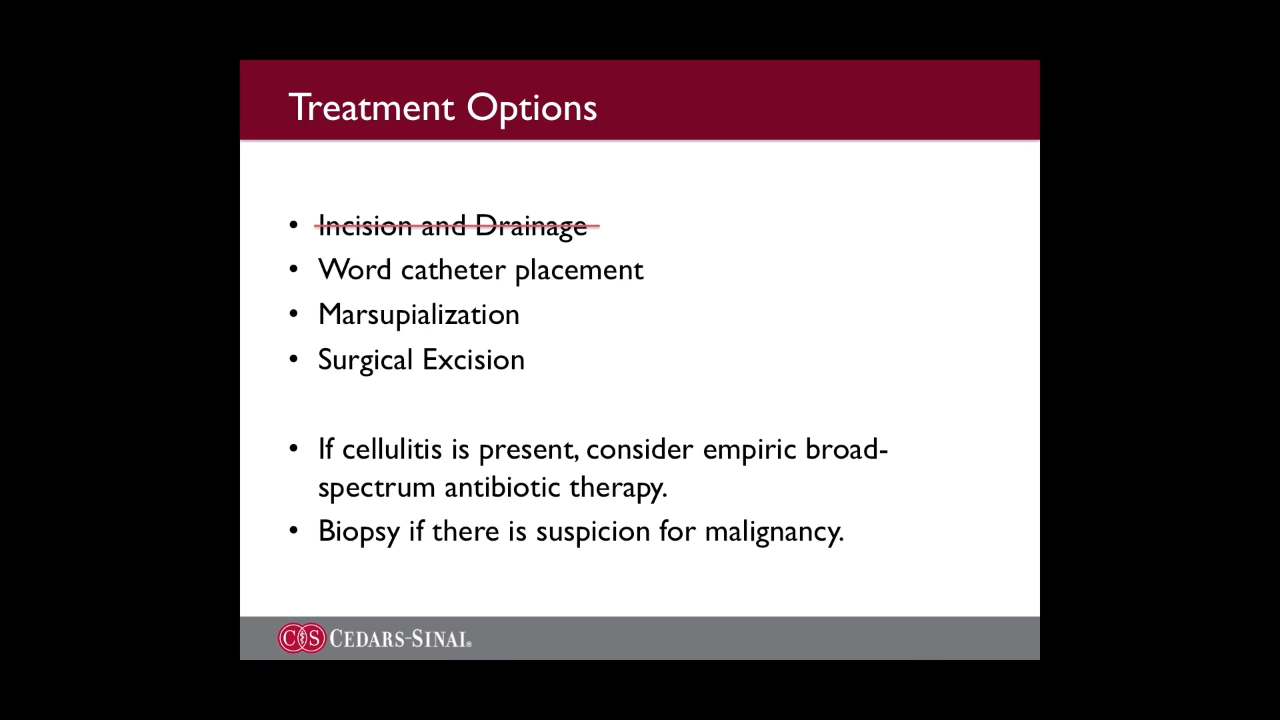 Treatment Options
• Incision and Drainage
• Word catheter placement
• Marsupialization
• Surgical Excision
• If cellulitis is present, consider empiric broad-
spectrum antibiotic therapy.
• Biopsy if there is suspicion for malignancy.
CS CEDARS-SINAI®